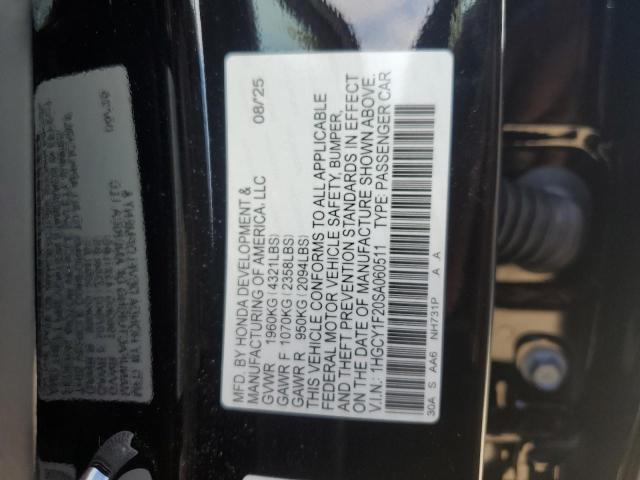 MFD. BY HONDA DEVELOPMENT &
MANUFACTURING OF AMERICA, LLC 08/25
GVWR 1960KG(4321LBS)
GAWR F 1070KG(2358LBS)
GAWR R 950KG(2094LBS)
THIS VEHICLE CONFORMS TO ALL APPLICABLE
FEDERAL MOTOR VEHICLE SAFETY, BUMPER,
AND THEFT PREVENTION STANDARDS IN EFFECT
ON THE DATE OF MANUFACTURE SHOWN ABOVE.
V.I.N.: 1HGCY1F20SA060511 TYPE: PASSENGER CAR
30A S AA6 NH731P A A